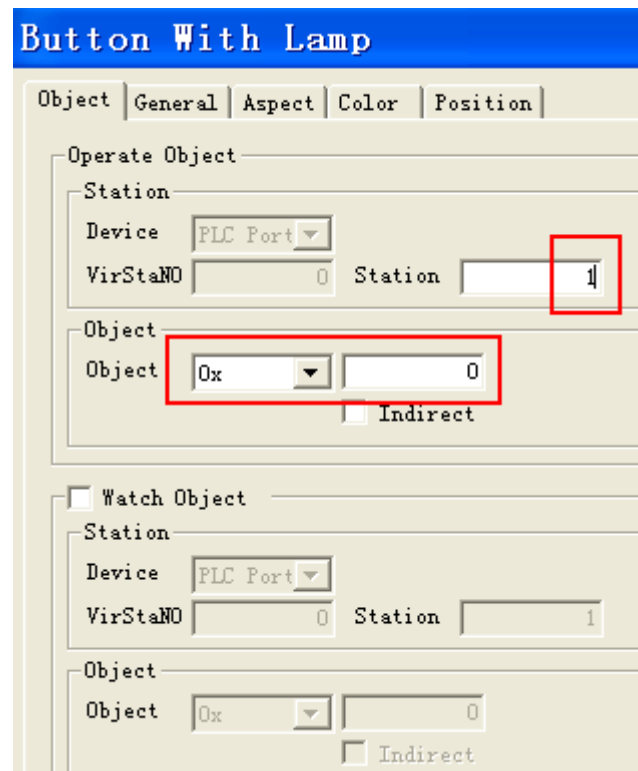 Button With Lamp
Object General Aspect Color Position
Operate Object
Station
Device PLC Port
VirStaNO 0 Station 1
Object
Object 0x 0
Indirect
Watch Object
Station
Device PLC Port
VirStaNO 0 Station 1
Object
Object 0x 0
Indirect